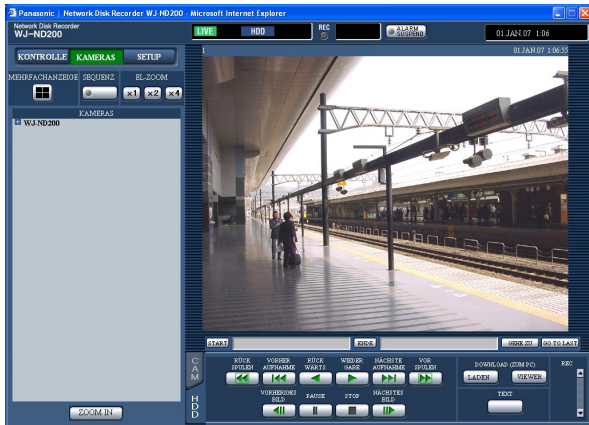 Panasonic | Network Disk Recorder WJ-ND200 - Microsoft Internet Explorer
Network Disk Recorder
WJ-ND200
LIVE
HDD
REC
ALARM SUSPEND
01.JAN.07 1:06
KONTROLLE
KAMERAS
SETUP
MEHRFACHANZEIGE
SEQUENZ
EL-ZOOM
x1
x2
x4
KAMERAS
WJ-ND200
ZOOM IN
1
01.JAN.07 1:06:55
START
ENDE
GEHE ZU
GO TO LAST
CAM
HDD
RÜCK SPULEN
VORHER AUFNAHME
RÜCK WÄRTS
WIEDER GABE
NÄCHSTE AUFNAHME
VOR SPULEN
VORHERIGES BILD
PAUSE
STOP
NÄCHSTES BILD
DOWNLOAD (ZUM PC)
LADEN
VIEWER
TEXT
REC